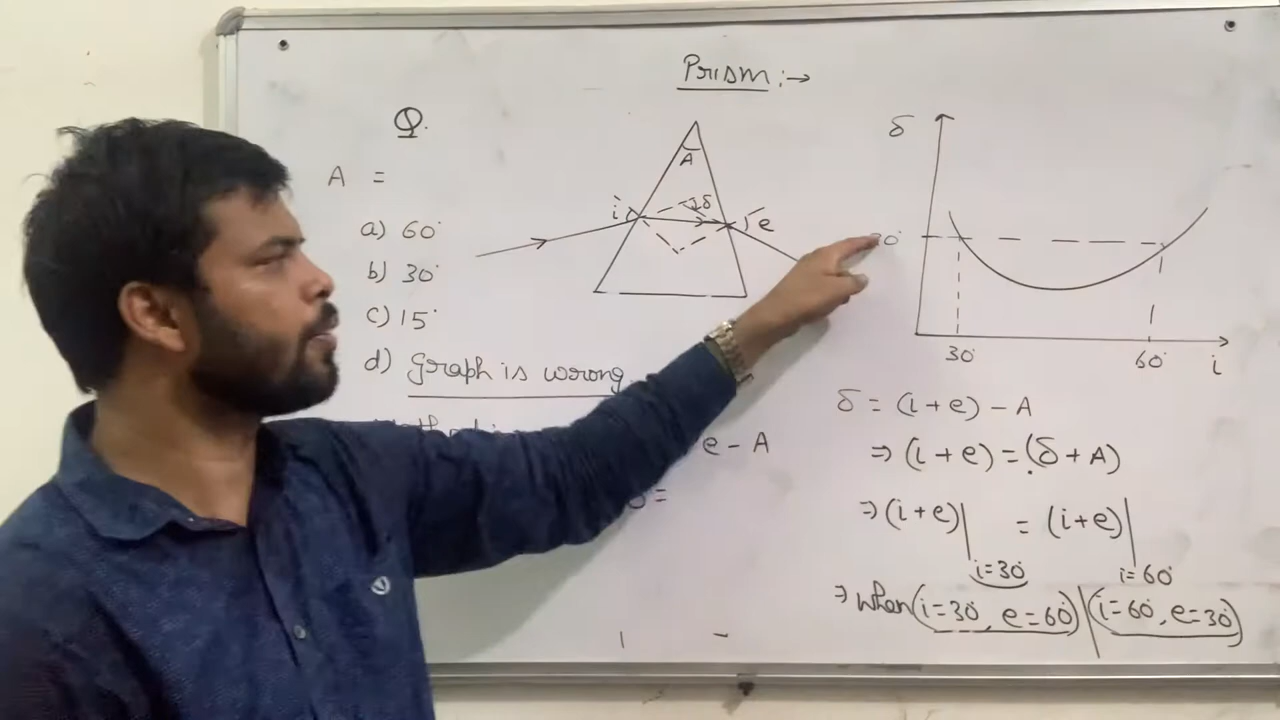 Prism :→
Q.
A =
a) 60°
b) 30°
c) 15°
d) Graph is wrong.
e - A
=
A
i
δ
e
δ
30°
60°
i
δ = (i + e) - A
⇒ (i + e) = (δ + A)
⇒ (i + e)| i=30° = (i + e)| i=60°
⇒ when (i = 30°, e = 60°) | (i = 60°, e = 30°)